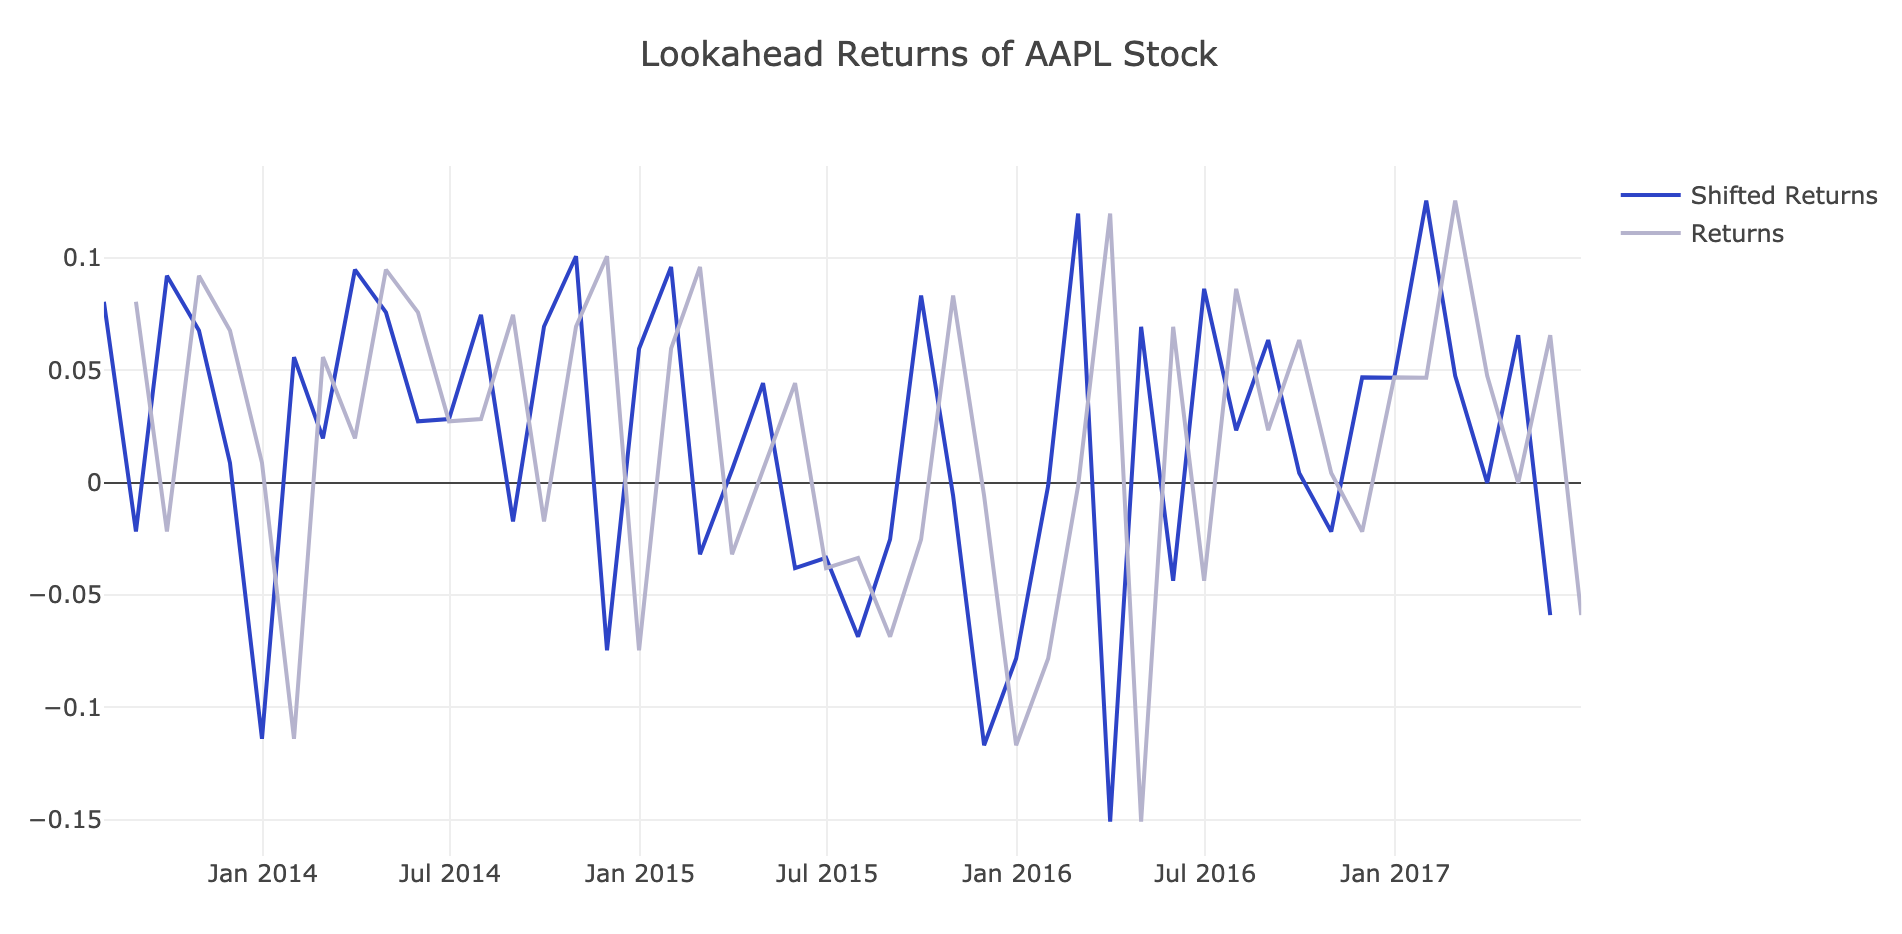 Lookahead Returns of AAPL Stock
Shifted Returns
Returns
0.1
0.05
0
−0.05
−0.1
−0.15
Jan 2014 Jul 2014 Jan 2015 Jul 2015 Jan 2016 Jul 2016 Jan 2017